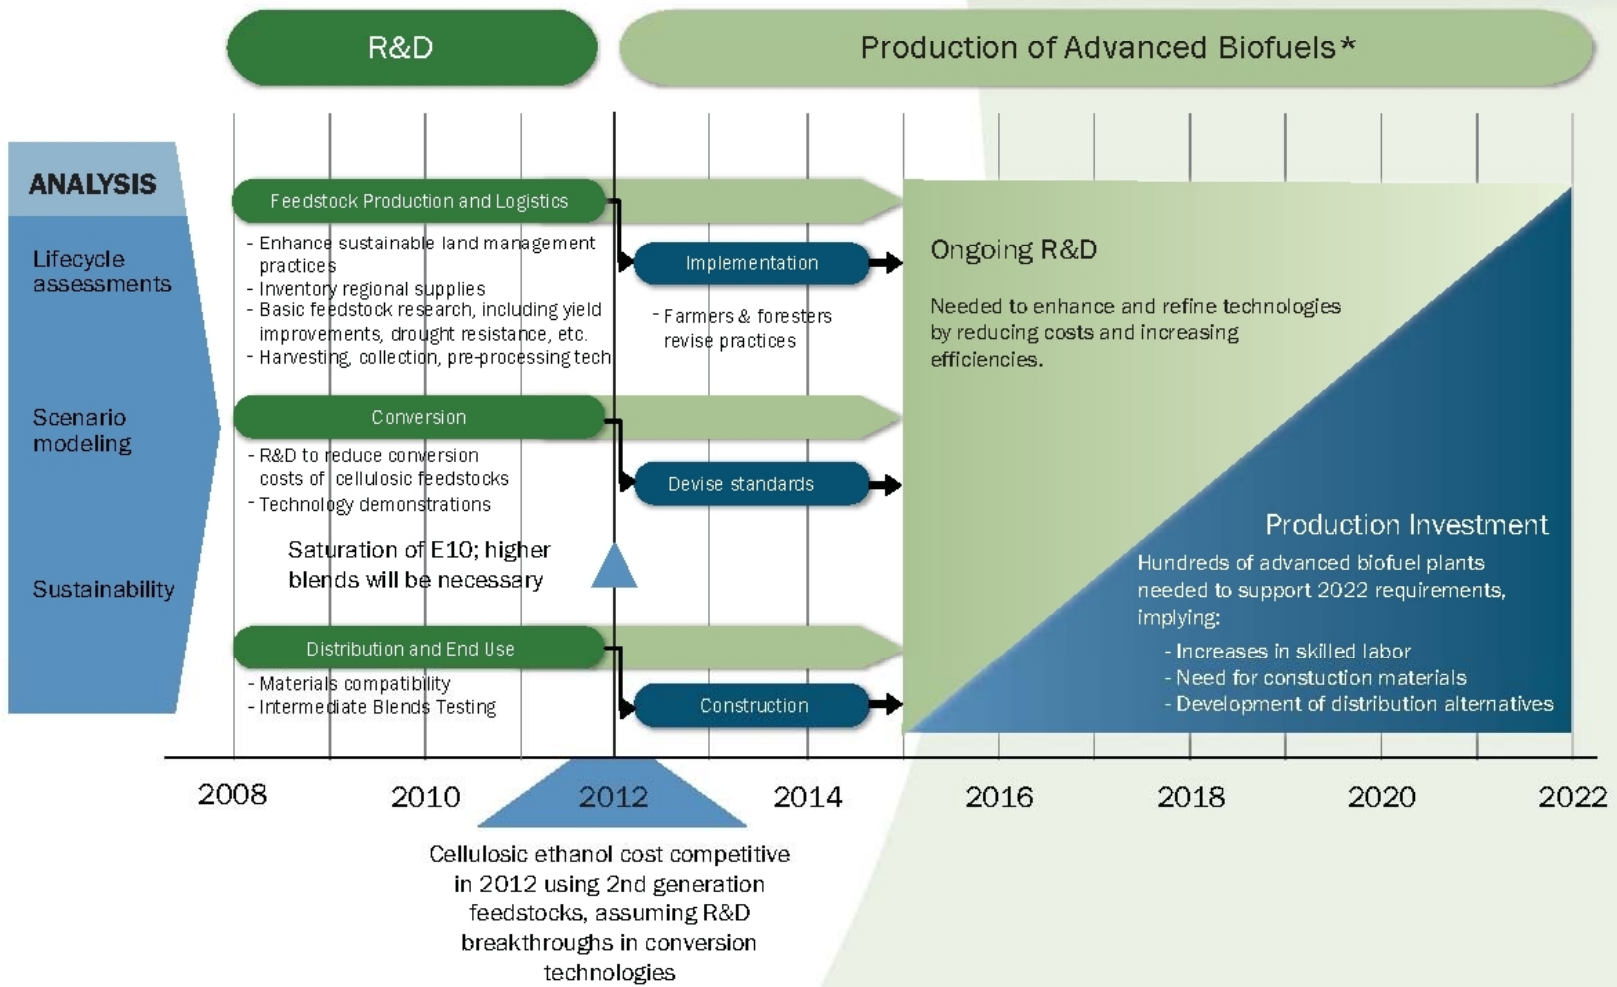 R&D
Production of Advanced Biofuels*
ANALYSIS
Lifecycle
assessments
Scenario
modeling
Sustainability
Feedstock Production and Logistics
- Enhance sustainable land management
practices
- Inventory regional supplies
- Basic feedstock research, including yield
improvements, drought resistance, etc.
- Harvesting, collection, pre-processing tech
Implementation
- Farmers & foresters
revise practices
Conversion
- R&D to reduce conversion
costs of cellulosic feedstocks
- Technology demonstrations
Devise standards
Saturation of E10; higher
blends will be necessary
Distribution and End Use
- Materials compatibility
- Intermediate Blends Testing
Construction
Ongoing R&D
Needed to enhance and refine technologies
by reducing costs and increasing
efficiencies.
Production Investment
Hundreds of advanced biofuel plants
needed to support 2022 requirements,
implying:
- Increases in skilled labor
- Need for constuction materials
- Development of distribution alternatives
2008 2010 2012 2014 2016 2018 2020 2022
Cellulosic ethanol cost competitive
in 2012 using 2nd generation
feedstocks, assuming R&D
breakthroughs in conversion
technologies